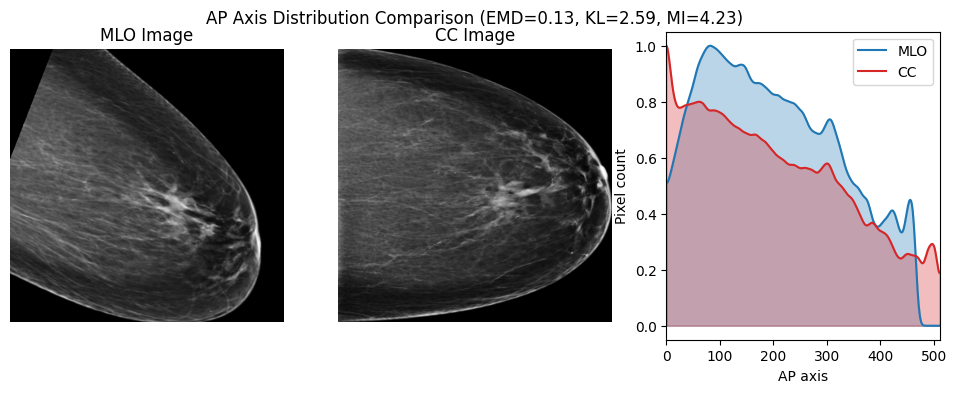 AP Axis Distribution Comparison (EMD=0.13, KL=2.59, MI=4.23)
MLO Image
CC Image
MLO
CC
Pixel count
1.0
0.8
0.6
0.4
0.2
0.0
0 100 200 300 400 500
AP axis